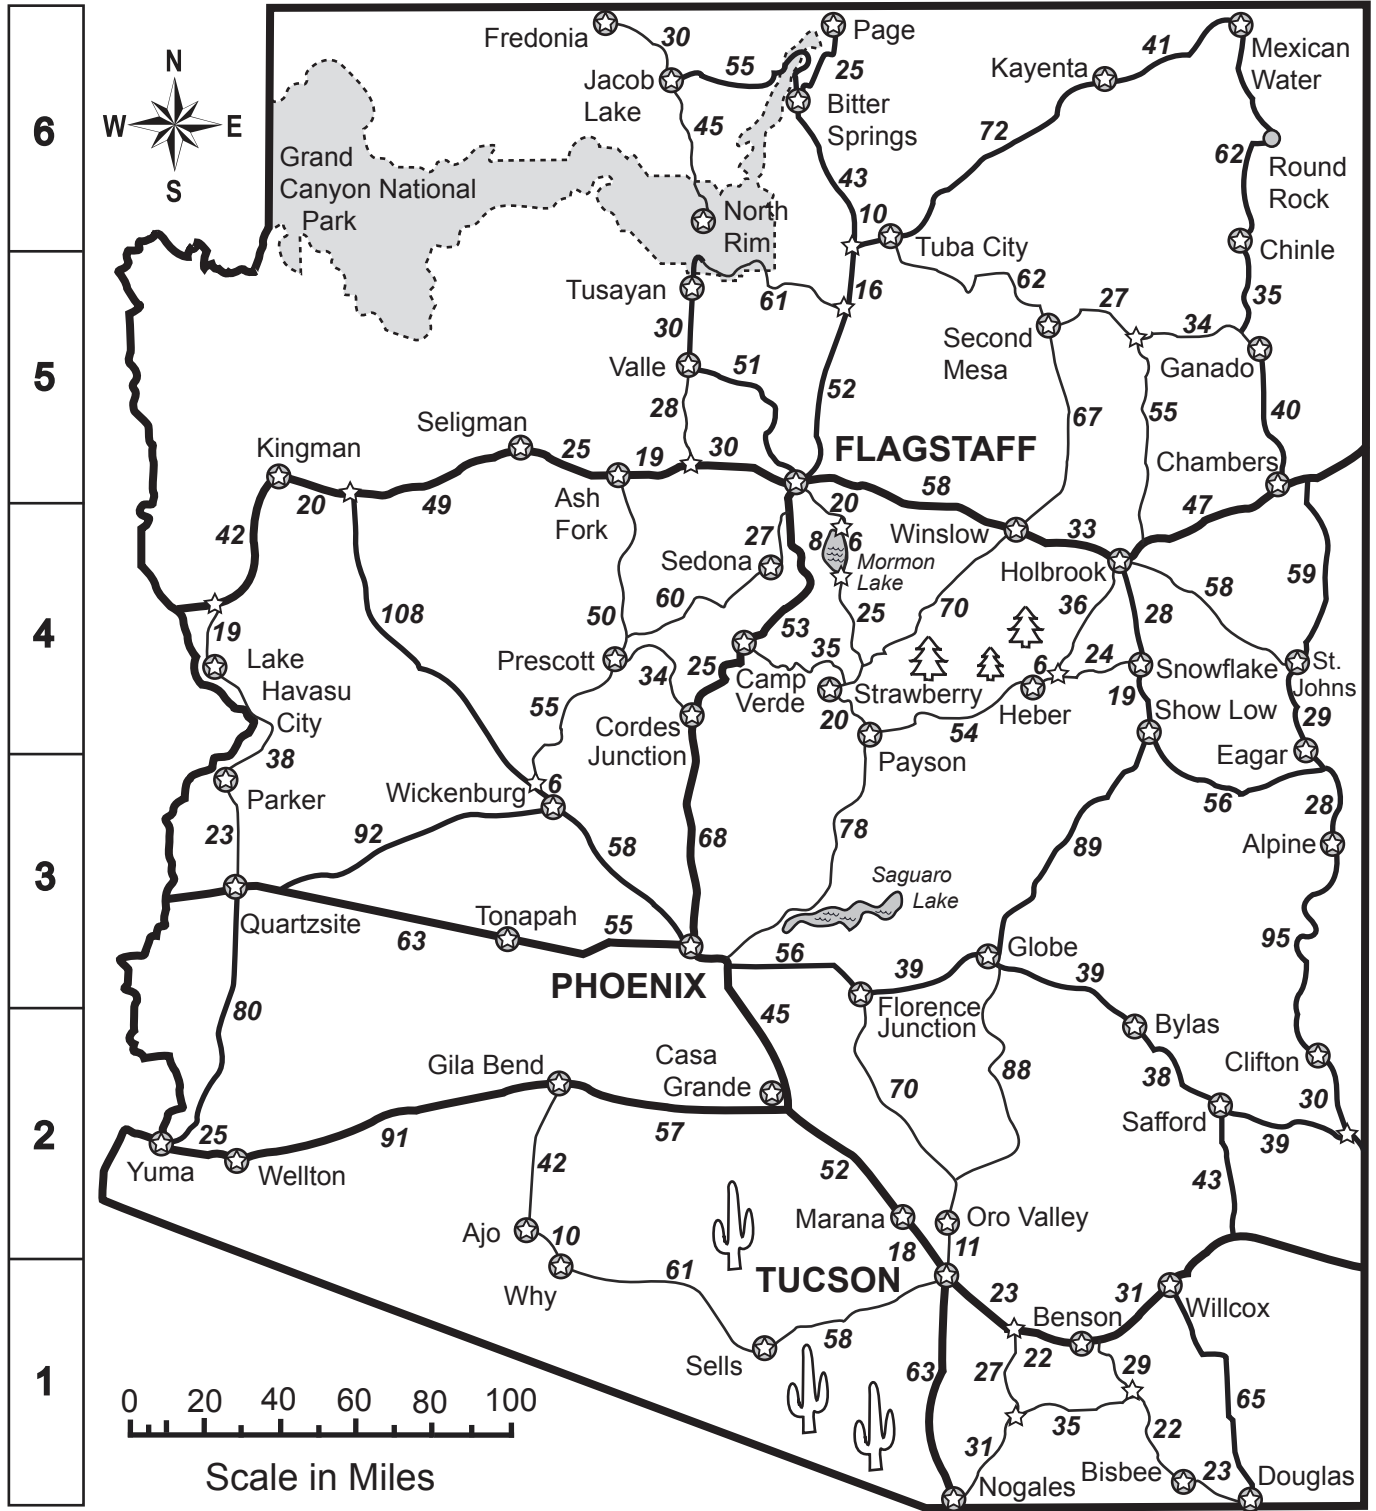 Fredonia
30
Page
41
Mexican
Water
N
W
E
S
6
Jacob
Lake
55
25
Kayenta
Bitter
Springs
45
72
Grand
Canyon National
Park
62
Round
Rock
43
North
Rim
10
Tuba City
Chinle
Tusayan
61
16
62
27
35
30
Second
Mesa
34
Ganado
Valle
51
5
28
52
67
55
40
Seligman
Kingman
25
19
30
FLAGSTAFF
Chambers
20
49
Ash
Fork
58
47
42
20
27
8
6
Winslow
33
Sedona
Mormon
Lake
Holbrook
58
59
108
60
50
25
70
36
28
4
19
53
Lake
Havasu
City
Prescott
34
25
35
Camp
Verde
Strawberry
6
24
Snowflake
St.
Johns
55
20
Heber
19
Show Low
29
Cordes
Junction
54
38
Payson
Eagar
Parker
Wickenburg
6
56
28
23
92
58
68
78
89
Alpine
3
Saguaro
Lake
Quartzsite
Tonapah
55
63
56
39
Globe
39
95
PHOENIX
80
45
Florence
Junction
Bylas
Gila Bend
Casa
Grande
88
Clifton
38
70
30
Safford
2
25
91
57
39
Yuma
Wellton
42
52
43
Marana
Oro Valley
Ajo
10
18
11
61
TUCSON
Why
23
31
Willcox
Benson
58
Sells
63
27
22
29
1
65
0 20 40 60 80 100
35
22
31
Scale in Miles
Nogales
Bisbee
23
Douglas